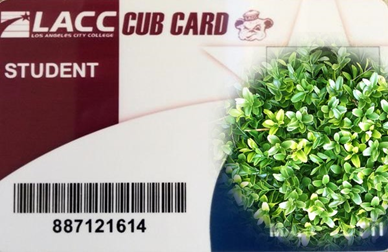 LACC CUB CARD
LOS ANGELES CITY COLLEGE
STUDENT
887121614